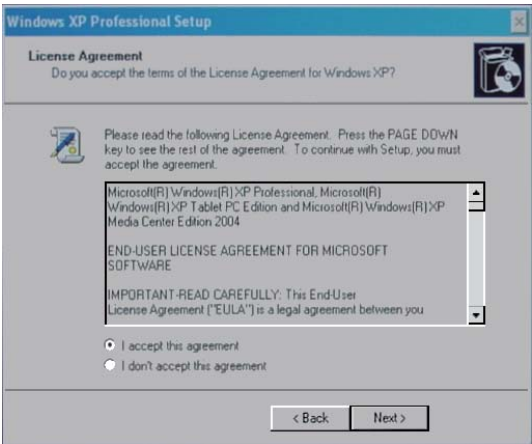 Windows XP Professional Setup
License Agreement
Do you accept the terms of the License Agreement for Windows XP?
Please read the following License Agreement. Press the PAGE DOWN
key to see the rest of the agreement. To continue with Setup, you must
accept the agreement.
Microsoft(R) Windows(R) XP Professional, Microsoft(R)
Windows(R) XP Tablet PC Edition and Microsoft(R) Windows(R) XP
Media Center Edition 2004
END-USER LICENSE AGREEMENT FOR MICROSOFT
SOFTWARE
IMPORTANT-READ CAREFULLY: This End-User
License Agreement ("EULA") is a legal agreement between you
I accept this agreement
I don't accept this agreement
< Back
Next >